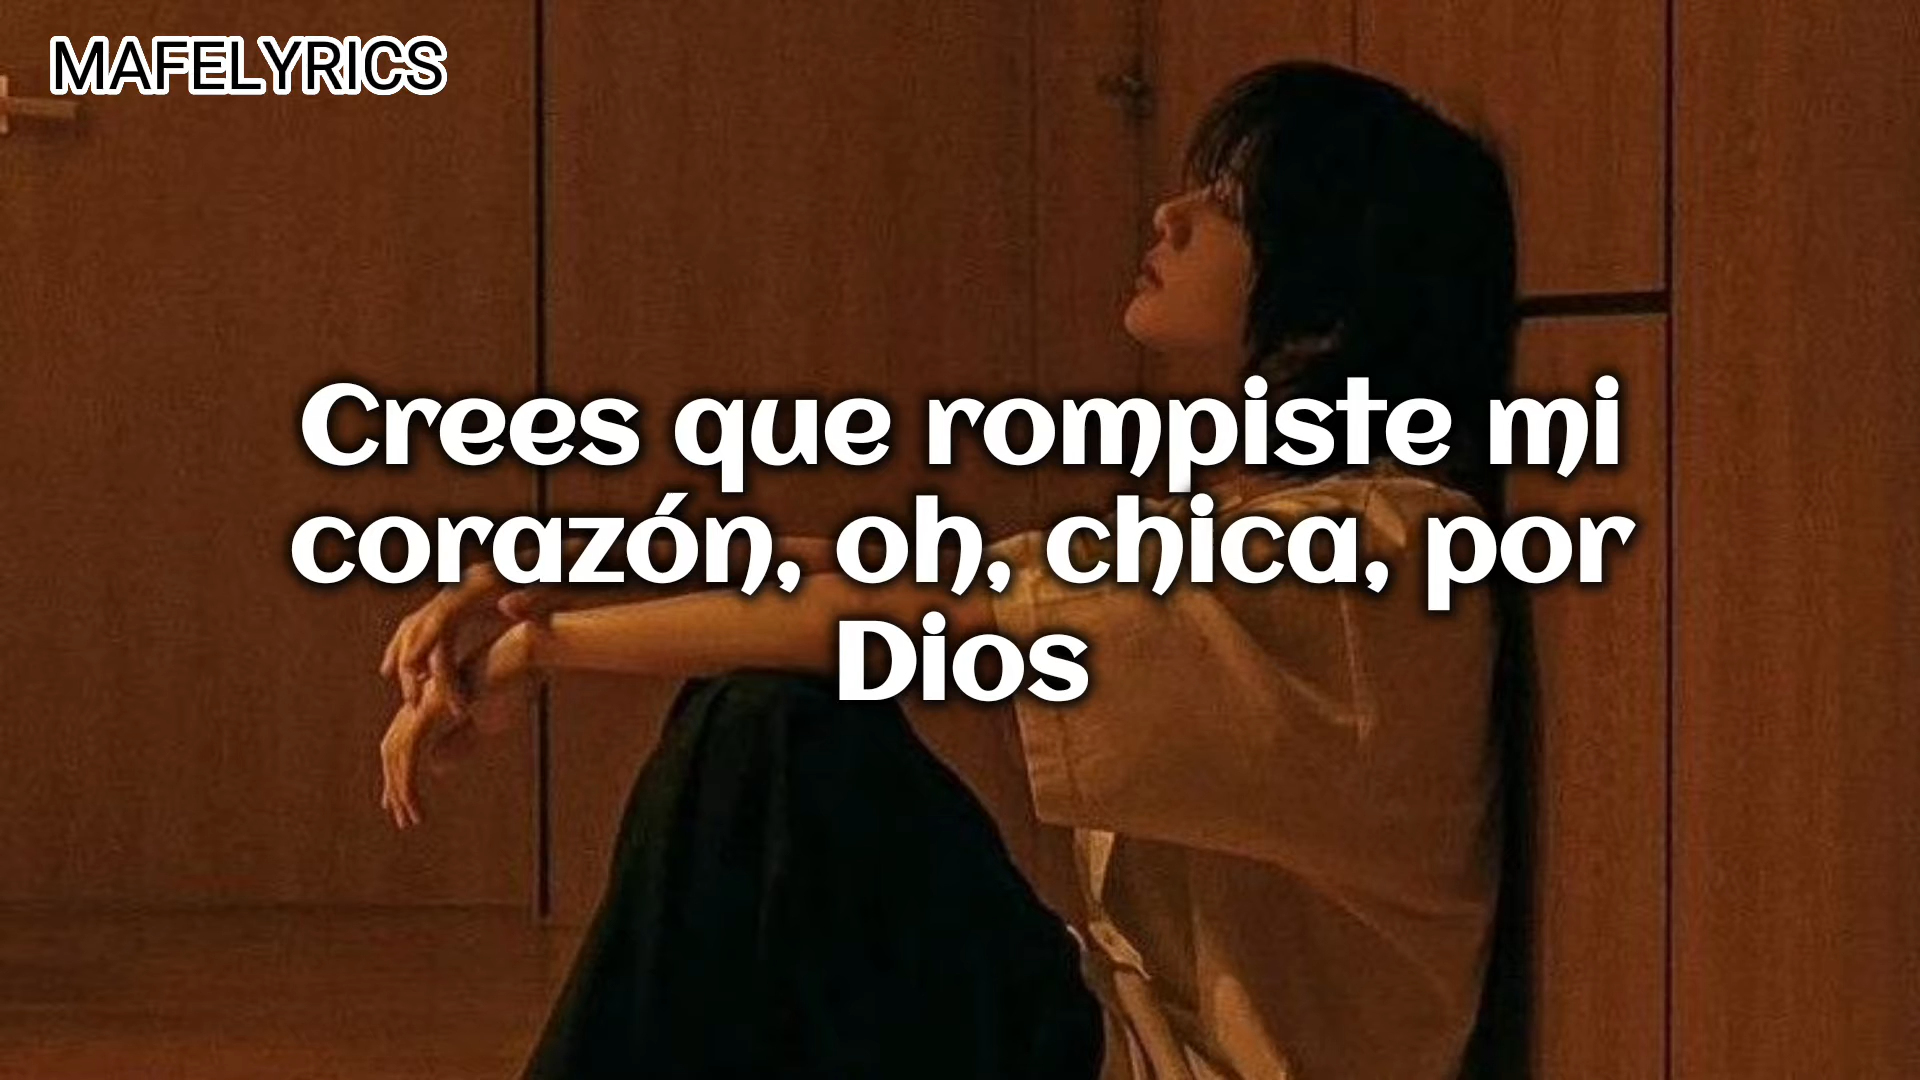 MAFELYRICS
Crees que rompiste mi
corazón, oh, chica, por
Dios